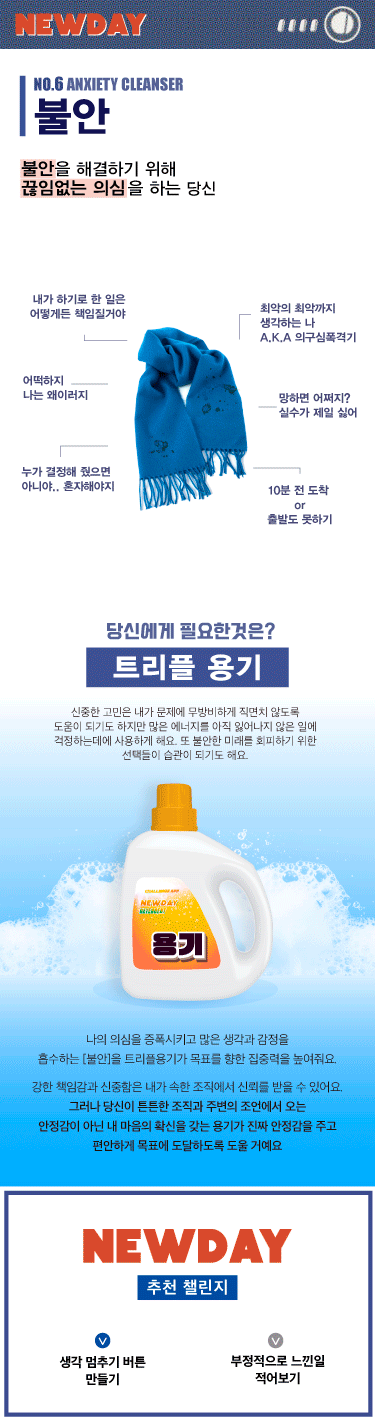 NEWDAY
NO.6 ANXIETY CLEANSER
불안
불안을 해결하기 위해
끊임없는 의심을 하는 당신
내가 하기로 한 일은
어떻게든 책임질거야
최악의 최악까지
생각하는 나
A.K.A 의구심폭격기
어떡하지
나는 왜이러지
망하면 어쩌지?
실수가 제일 싫어
누가 결정해 줬으면
아니야.. 혼자해야지
10분 전 도착
or
출발도 못하기
당신에게 필요한것은?
트리플 용기
신중한 고민은 내가 문제에 무방비하게 직면치 않도록
도움이 되기도 하지만 많은 에너지를 아직 잃어나지 않은 일에
걱정하는데에 사용하게 해요. 또 불안한 미래를 회피하기 위한
선택들이 습관이 되기도 해요.
NEWDAY
용기
나의 의심을 증폭시키고 많은 생각과 감정을
흡수하는 [불안]을 트리플용기가 목표를 향한 집중력을 높여줘요.
강한 책임감과 신중함은 내가 속한 조직에서 신뢰를 받을 수 있어요.
그러나 당신이 튼튼한 조직과 주변의 조언에서 오는
안정감이 아닌 내 마음의 확신을 갖는 용기가 진짜 안정감을 주고
편안하게 목표에 도달하도록 도울 거예요
NEWDAY
추천 챌린지
생각 멈추기 버튼
만들기
부정적으로 느낀일
적어보기